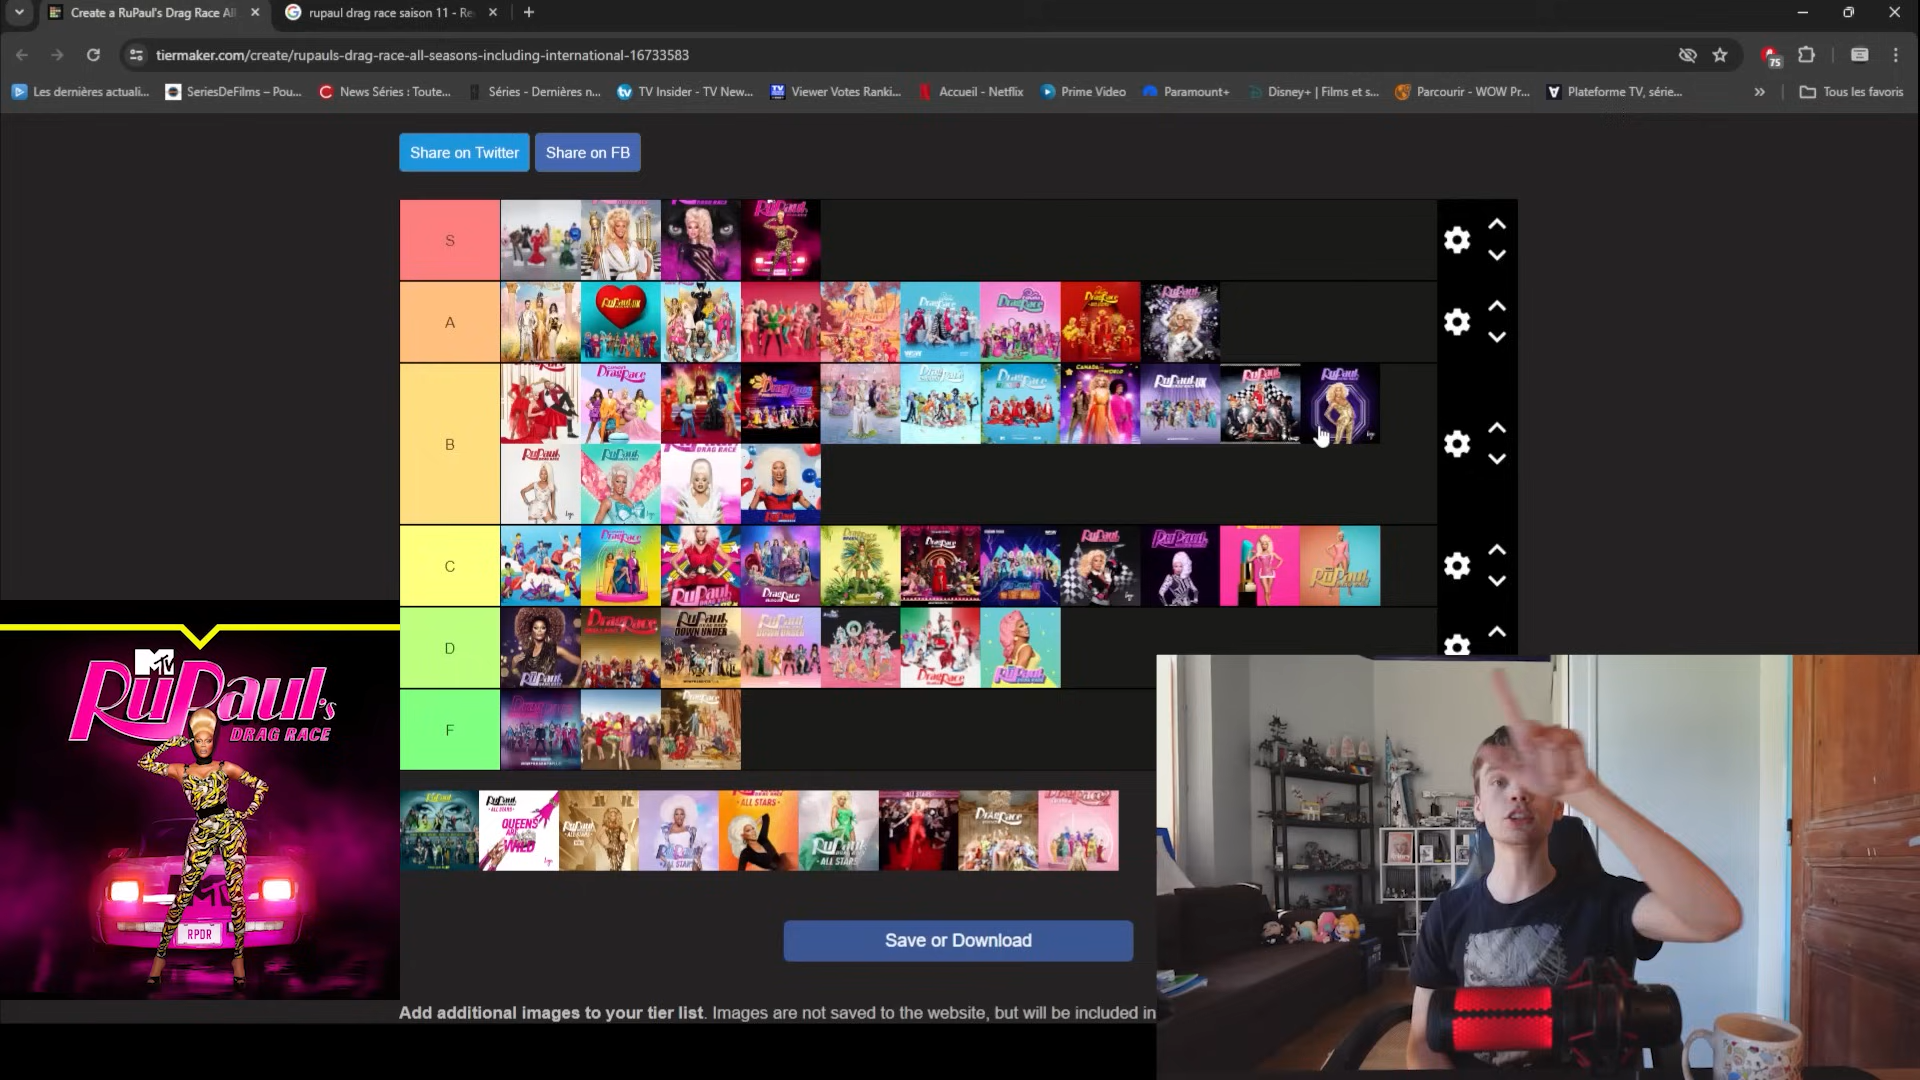 Create a RuPaul's Drag Race All
rupaul drag race saison 11 - Re
tiermaker.com/create/rupauls-drag-race-all-seasons-including-international-16733583
75
Les dernières actuali...
SeriesDeFilms – Pou...
News Séries : Toute...
Séries - Dernières n...
TV Insider - TV New...
Viewer Votes Ranki...
Accueil - Netflix
Prime Video
Paramount+
Disney+ | Films et s...
Parcourir - WOW Pr...
Plateforme TV, série...
Tous les favoris
Share on Twitter
Share on FB
S
A
B
C
D
F
MTV
RuPaul's
DRAG RACE
RPDR
QUEENS
ARE
WILD
Save or Download
Add additional images to your tier list. Images are not saved to the website, but will be included in